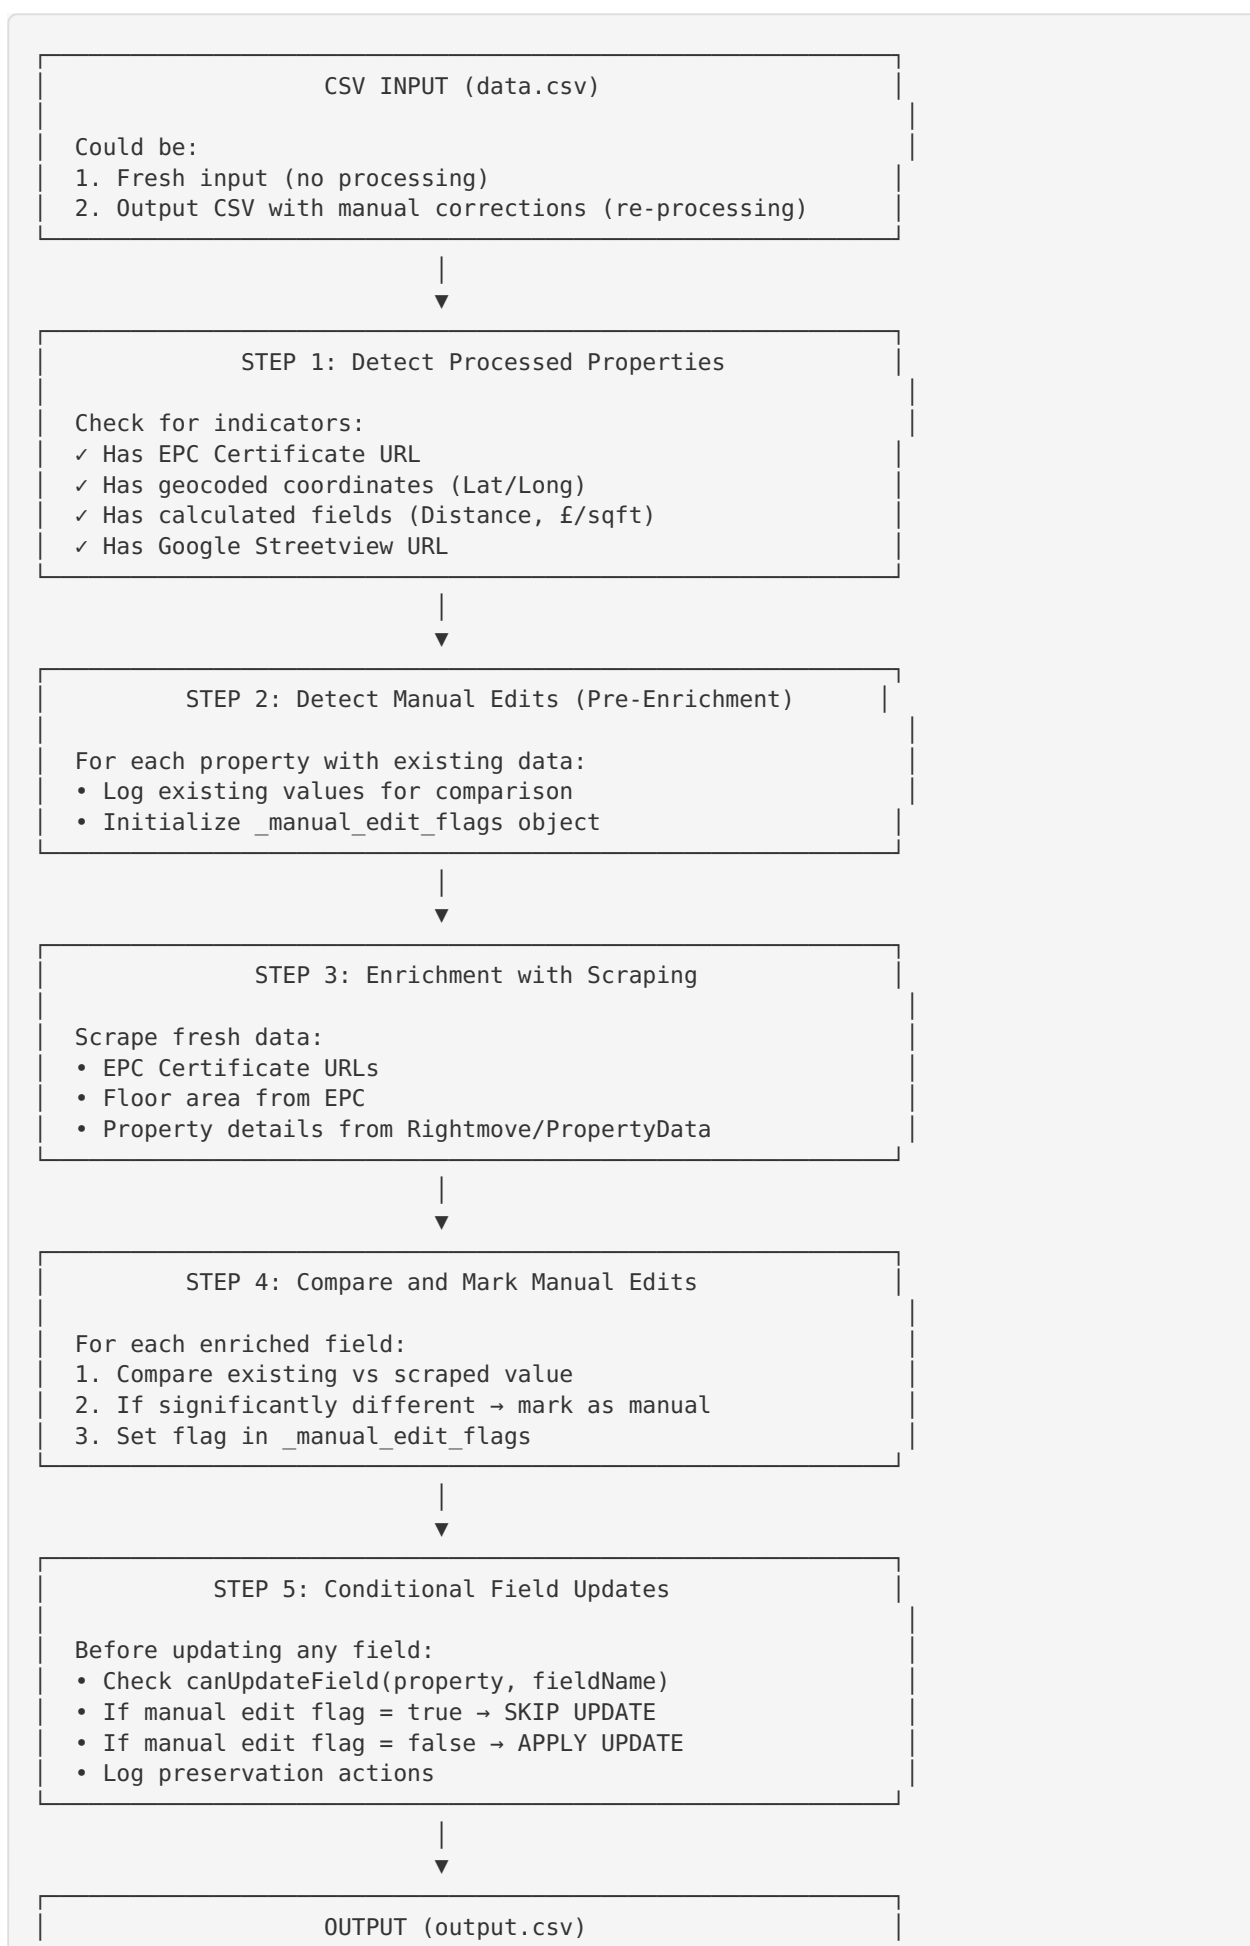 CSV INPUT (data.csv)
Could be:
1. Fresh input (no processing)
2. Output CSV with manual corrections (re-processing)
STEP 1: Detect Processed Properties
Check for indicators:
✓ Has EPC Certificate URL
✓ Has geocoded coordinates (Lat/Long)
✓ Has calculated fields (Distance, £/sqft)
✓ Has Google Streetview URL
STEP 2: Detect Manual Edits (Pre-Enrichment)
For each property with existing data:
• Log existing values for comparison
• Initialize _manual_edit_flags object
STEP 3: Enrichment with Scraping
Scrape fresh data:
• EPC Certificate URLs
• Floor area from EPC
• Property details from Rightmove/PropertyData
STEP 4: Compare and Mark Manual Edits
For each enriched field:
1. Compare existing vs scraped value
2. If significantly different → mark as manual
3. Set flag in _manual_edit_flags
STEP 5: Conditional Field Updates
Before updating any field:
• Check canUpdateField(property, fieldName)
• If manual edit flag = true → SKIP UPDATE
• If manual edit flag = false → APPLY UPDATE
• Log preservation actions
OUTPUT (output.csv)